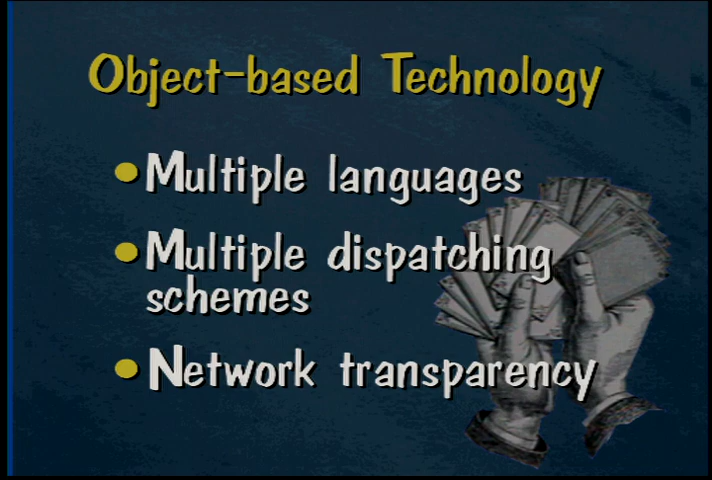 Object-based Technology
• Multiple languages
• Multiple dispatching
schemes
• Network transparency